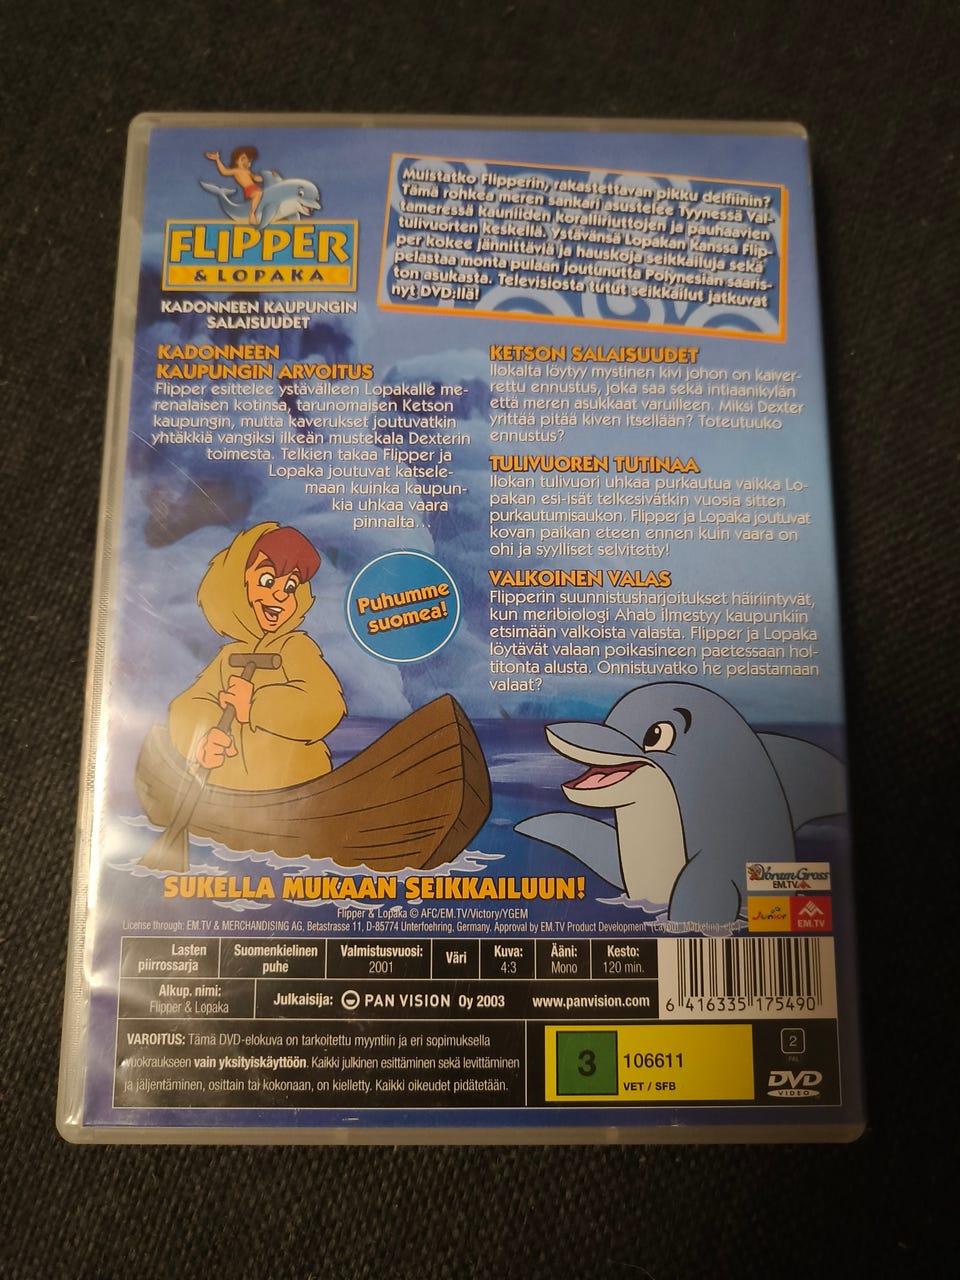 FLIPPER
& LOPAKA
KADONNEEN KAUPUNGIN
SALAISUUDET
Muistatko Flipperin, rakastettavan pikku delfiinin?
Tämä rohkea meren sankari asustelee Tyynessä Val-
tameressä kauniiden koralliriuttojen ja pauhaavien
tulivuorten keskellä. Ystävänsä Lopakan kanssa Flip-
per kokee jännittäviä ja hauskoja seikkailuja sekä
pelastaa monta pulaan joutunutta Polynesian saaris-
ton asukasta. Televisiosta tutut seikkailut jatkuvat
nyt DVD:llä!
KADONNEEN
KAUPUNGIN ARVOITUS
Flipper esittelee ystävälleen Lopakalle me-
renalaisen kotinsa, tarunomaisen Ketson
kaupungin, mutta kaverukset joutuvatkin
yhtäkkiä vangiksi ilkeän mustekala Dexterin
toimesta. Telkien takaa Flipper ja
Lopaka joutuvat katsele-
maan kuinka kaupun-
kia uhkaa vaara
pinnalta...
Puhumme
suomea!
KETSON SALAISUUDET
Ilokalta löytyy mystinen kivi johon on kaiver-
rettu ennustus, joka saa sekä intiaanikylän
että meren asukkaat varuilleen. Miksi Dexter
yrittää pitää kiven itsellään? Toteutuuko
ennustus?
TULIVUOREN TUTINAA
Ilokan tulivuori uhkaa purkautua vaikka Lo-
pakan esi-isät telkesivätkin vuosia sitten
purkautumisaukon. Flipper ja Lopaka joutuvat
kovan paikan eteen ennen kuin vaara on
ohi ja syylliset selvitetty!
VALKOINEN VALAS
Flipperin suunnistusharjoitukset häiriintyvät,
kun meribiologi Ahab ilmestyy kaupunkiin
etsimään valkoista valasta. Flipper ja Lopaka
löytävät valaan poikasineen paetessaan hol-
titonta alusta. Onnistuvatko he pelastamaan
valaat?
SUKELLA MUKAAN SEIKKAILUUN!
Yoram Gross
EM.TV
Junior
EM.TV
Flipper & Lopaka © AFC/EM.TV/Victory/YGEM
License through: EM.TV & MERCHANDISING AG, Betastrasse 11, D-85774 Unterfoehring, Germany, Approval by EM.TV Product Development (Layout, Marketing, etc.)
Lasten
piirrossarja
Suomenkielinen
puhe
Valmistusvuosi:
2001
Väri
Kuva:
4:3
Ääni:
Mono
Kesto:
120 min.
Alkup. nimi:
Flipper & Lopaka
Julkaisija: PAN VISION Oy 2003
www.panvision.com
6 416335 175490
VAROITUS: Tämä DVD-elokuva on tarkoitettu myyntiin ja eri sopimuksella
vuokraukseen vain yksityiskäyttöön. Kaikki julkinen esittäminen sekä levittäminen
ja jäljentäminen, osittain tai kokonaan, on kielletty. Kaikki oikeudet pidätetään.
3
106611
VET / SFB
2
PAL
DVD
VIDEO